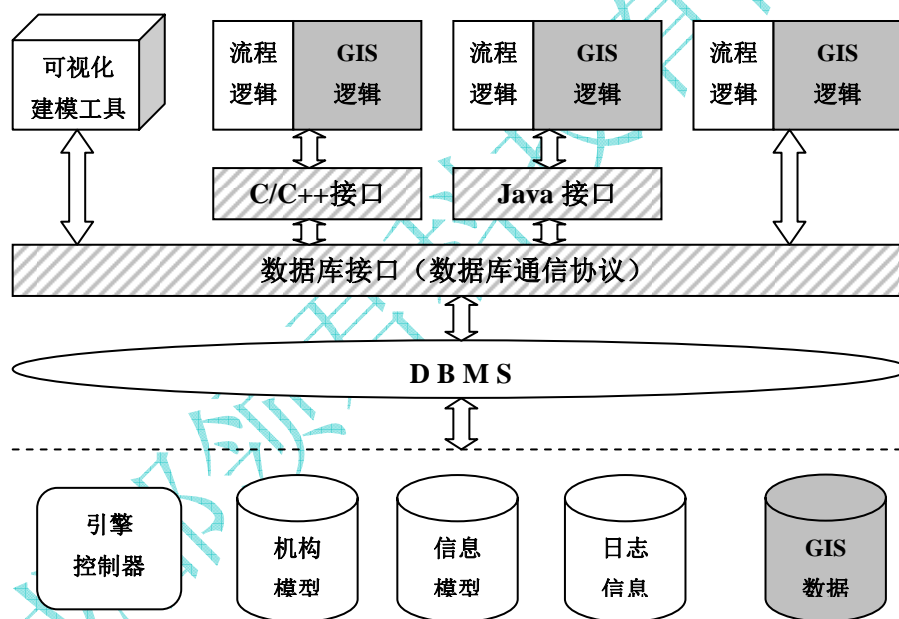 可视化
建模工具
流程
逻辑
GIS
逻辑
流程
逻辑
GIS
逻辑
流程
逻辑
GIS
逻辑
C/C++接口
Java 接口
数据库接口（数据库通信协议）
D B M S
引擎
控制器
机构
模型
信息
模型
日志
信息
GIS
数据